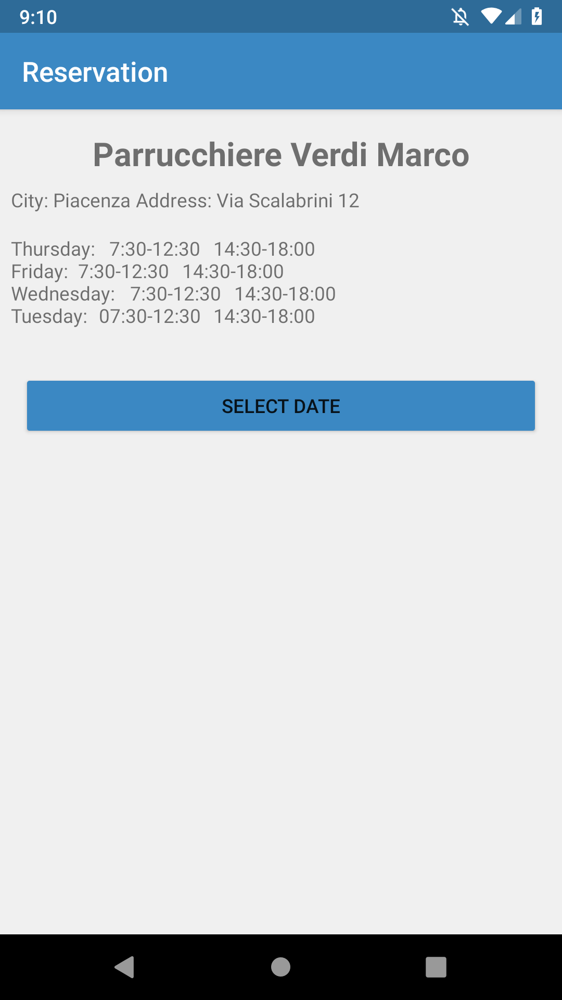 9:10
Reservation
Parrucchiere Verdi Marco
City: Piacenza Address: Via Scalabrini 12
Thursday: 7:30-12:30 14:30-18:00
Friday: 7:30-12:30 14:30-18:00
Wednesday: 7:30-12:30 14:30-18:00
Tuesday: 07:30-12:30 14:30-18:00
SELECT DATE